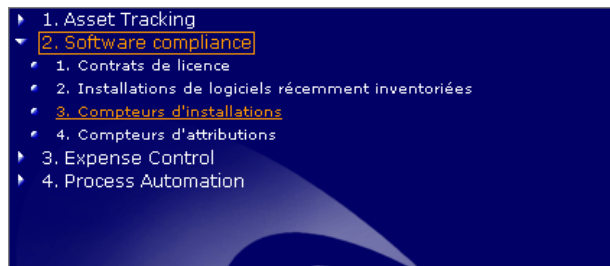 1. Asset Tracking
2. Software compliance
1. Contrats de licence
2. Installations de logiciels récemment inventoriées
3. Compteurs d'installations
4. Compteurs d'attributions
3. Expense Control
4. Process Automation